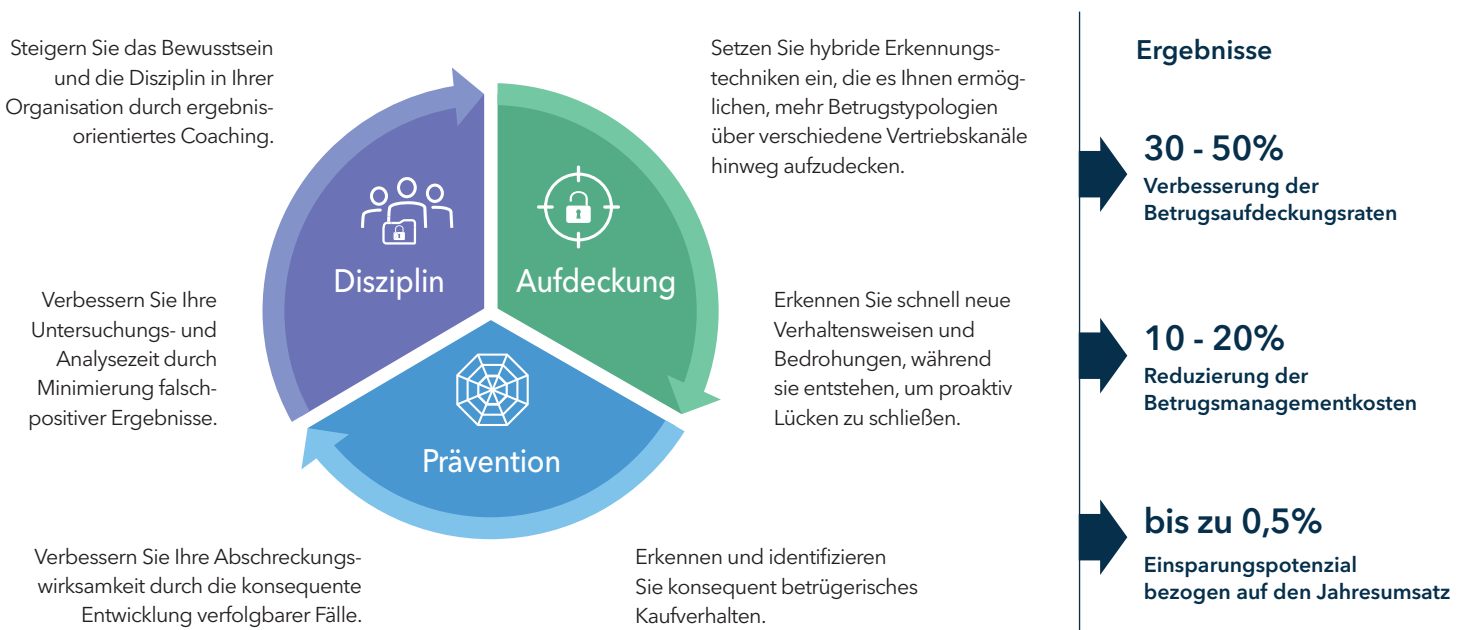 Steigern Sie das Bewusstsein
und die Disziplin in Ihrer
Organisation durch ergebnis-
orientiertes Coaching.
Setzen Sie hybride Erkennungs-
techniken ein, die es Ihnen ermög-
lichen, mehr Betrugstypologien
über verschiedene Vertriebskanäle
hinweg aufzudecken.
Disziplin
Aufdeckung
Prävention
Verbessern Sie Ihre
Untersuchungs- und
Analysezeit durch
Minimierung falsch-
positiver Ergebnisse.
Erkennen Sie schnell neue
Verhaltensweisen und
Bedrohungen, während
sie entstehen, um proaktiv
Lücken zu schließen.
Verbessern Sie Ihre Abschreckungs-
wirksamkeit durch die konsequente
Entwicklung verfolgbarer Fälle.
Erkennen und identifizieren
Sie konsequent betrügerisches
Kaufverhalten.
Ergebnisse
30 - 50%
Verbesserung der
Betrugsaufdeckungsraten
10 - 20%
Reduzierung der
Betrugsmanagementkosten
bis zu 0,5%
Einsparungspotenzial
bezogen auf den Jahresumsatz